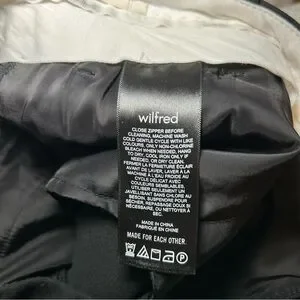 wilfred
CLOSE ZIPPER BEFORE
CLEANING, MACHINE WASH
COLD GENTLE CYCLE WITH LIKE
COLOURS, ONLY NON-CHLORINE
BLEACH WHEN NEEDED, HANG
TO DRY, COOL IRON ONLY IF
NEEDED, OR DRY CLEAN.
FERMER LA FERMETURE ÉCLAIR
AVANT DE LAVER, LAVER À LA
MACHINE À L'EAU FROIDE AU
CYCLE DÉLICAT AVEC
COULEURS SEMBLABLES,
UTILISER SEULEMENT UN
JAVELLISANT SANS CHLORE AU
BESOIN, SUSPENDRE POUR
SÉCHER, REPASSAGE DOUX SI
NÉCESSAIRE, OU NETTOYER À
SEC.
MADE IN CHINA
FABRIQUÉ EN CHINE
MADE FOR EACH OTHER.